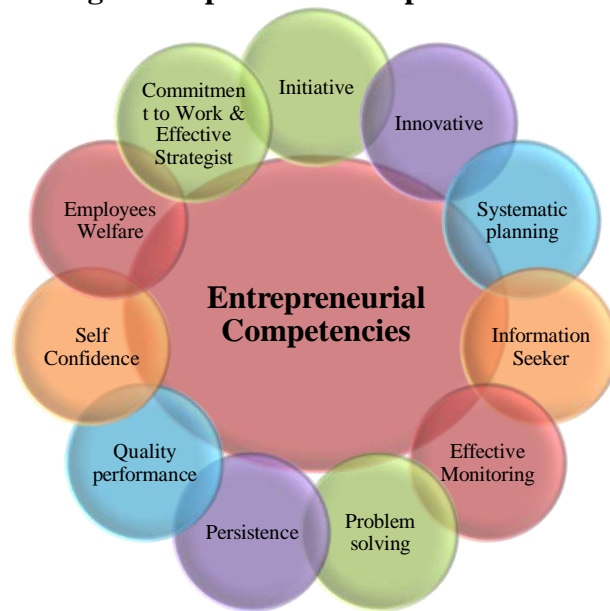 Initiative
Innovative
Systematic
planning
Information
Seeker
Effective
Monitoring
Problem
solving
Persistence
Quality
performance
Self
Confidence
Employees
Welfare
Commitmen
t to Work &
Effective
Strategist
Entrepreneurial
Competencies